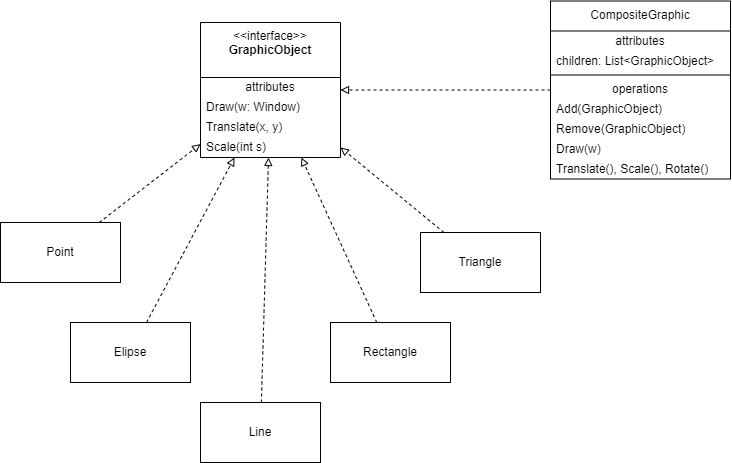 <<interface>>
GraphicObject
attributes
Draw(w: Window)
Translate(x, y)
Scale(int s)
CompositeGraphic
attributes
children: List<GraphicObject>
operations
Add(GraphicObject)
Remove(GraphicObject)
Draw(w)
Translate(), Scale(), Rotate()
Point
Triangle
Elipse
Rectangle
Line